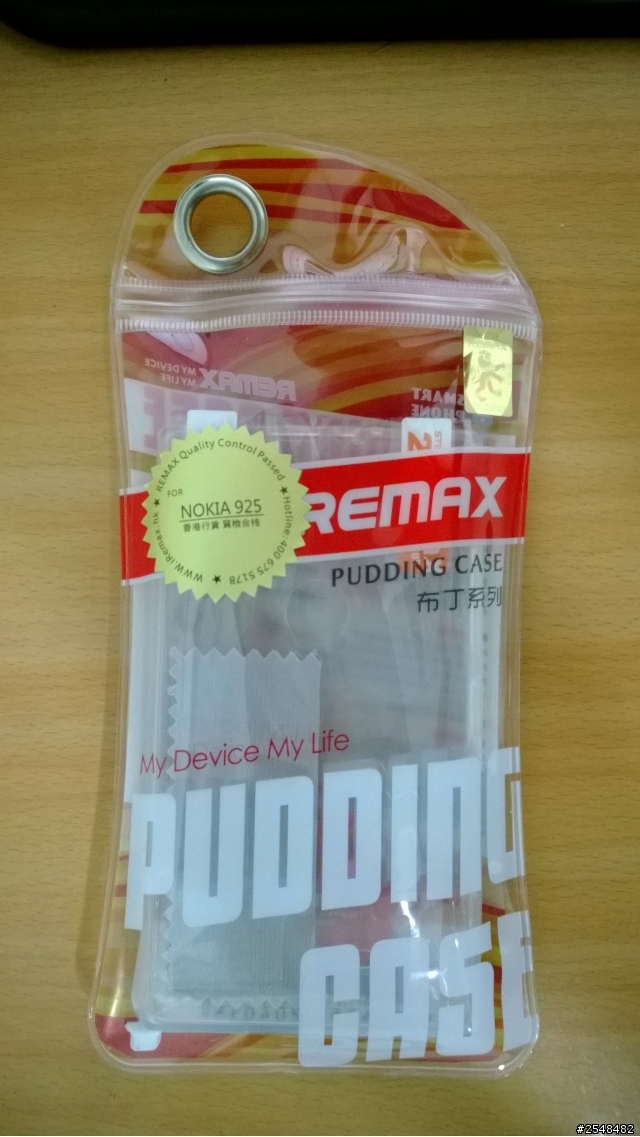 REMAX Quality Control Passed
FOR
NOKIA 925
香港行貨 質檢合格
WWW.iRemax.hk ★ Hotline:400 675 5178 ★
MY DEVICE
MY LIFE
REMAX
SMART
PHONE
2
REMAX
PUDDING CASE
布丁系列
My Device My Life
PUDDING
CASE
#2548482